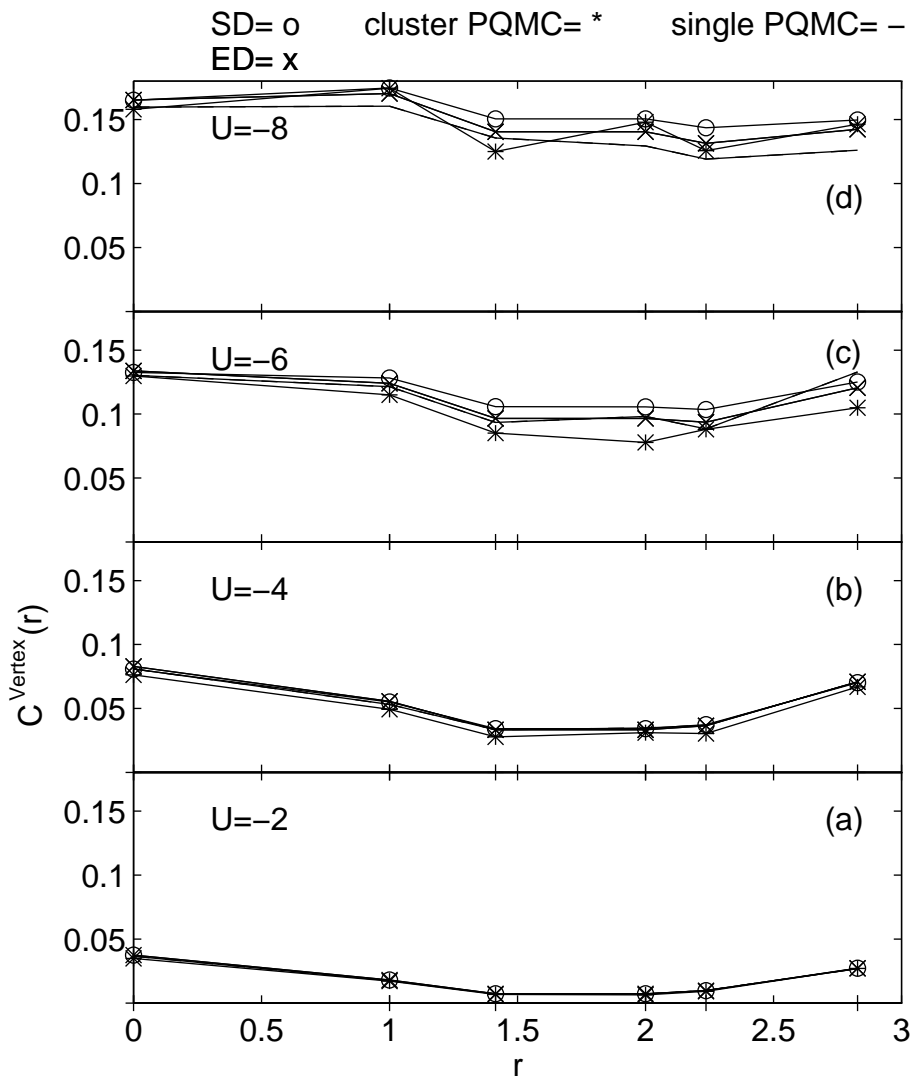 SD= o cluster PQMC= * single PQMC= −
ED= x
0.15
U=−8
0.1
(d)
0.05
0.15
U=−6
(c)
0.1
0.05
0.15
U=−4
(b)
0.1
0.05
C^Vertex(r)
0.15
U=−2
(a)
0.1
0.05
0 0.5 1 1.5 2 2.5 3
r